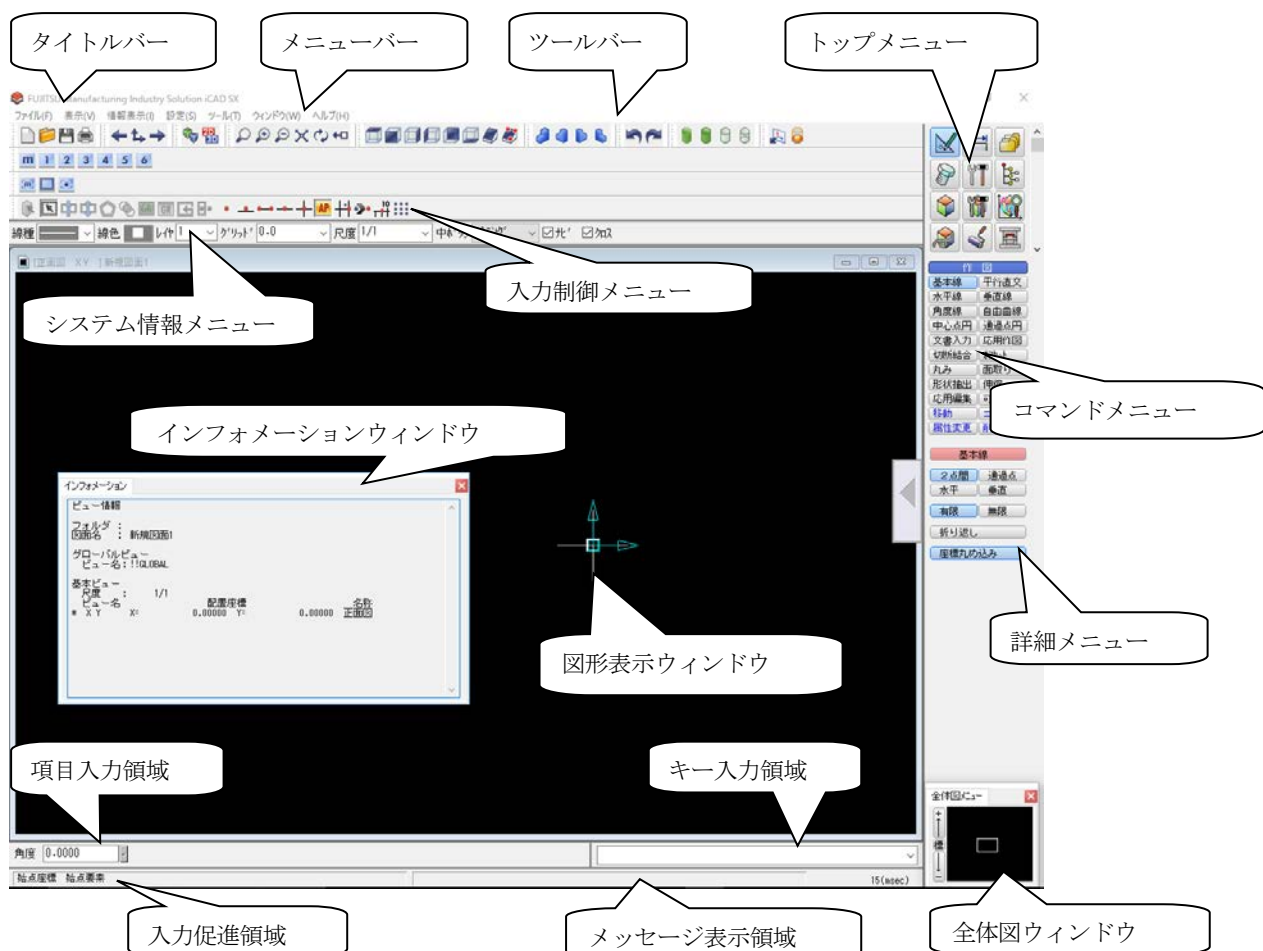 タイトルバー
メニューバー
ツールバー
トップメニュー
FUJITSU Manufacturing Industry Solution iCAD SX
ファイル(F) 表示(V) 情報表示(I) 設定(S) ツール(T) ウィンドウ(W) ヘルプ(H)
m 1 2 3 4 5 6
線種 線色 レイヤ 1 グリッド 0.0 尺度 1/1
[正面図 X Y ]新規図面1
入力制御メニュー
システム情報メニュー
作 図
基本線 平行直交
水平線 垂直線
角度線 自由曲線
中心点円 通過点円
文書入力 応用作図
切断結合
丸み 面取り
形状抽出
応用編集
移動
属性変更
コマンドメニュー
インフォメーションウィンドウ
基本線
2点間 通過点
水平 垂直
有限 無限
折り返し
座標丸め込み
インフォメーション
ビュー情報
フォルダ :
図面名 : 新規図面1
グローバルビュー
ビュー名:!!GLOBAL
基本ビュー
尺度 : 1/1
ビュー名 配置座標 名称
* X Y X= 0.00000 Y= 0.00000 正面図
詳細メニュー
図形表示ウィンドウ
項目入力領域
キー入力領域
全体図メニュー
標
角度 0.0000
始点座標 始点要素
15(msec)
入力促進領域
メッセージ表示領域
全体図ウィンドウ